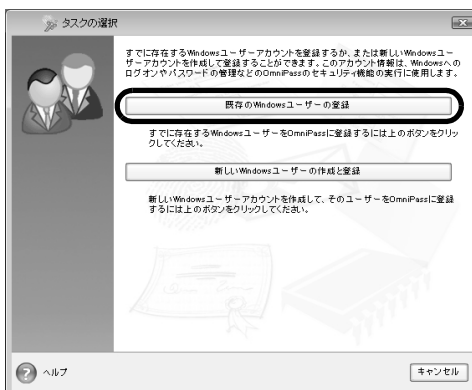 タスクの選択
すでに存在するWindowsユーザーアカウントを登録するか、または新しいWindowsユー
ザーアカウントを作成して登録することができます。このアカウント情報は、Windowsへの
ログオンやパスワードの管理などのOmniPassのセキュリティ機能の実行に使用します。
既存のWindowsユーザーの登録
すでに存在するWindowsユーザーをOmniPassに登録するには上のボタンをクリッ
クしてください。
新しいWindowsユーザーの作成と登録
新しいWindowsユーザーアカウントを作成して、そのユーザーをOmniPassに登録
するには上のボタンをクリックしてください。
ヘルプ
キャンセル